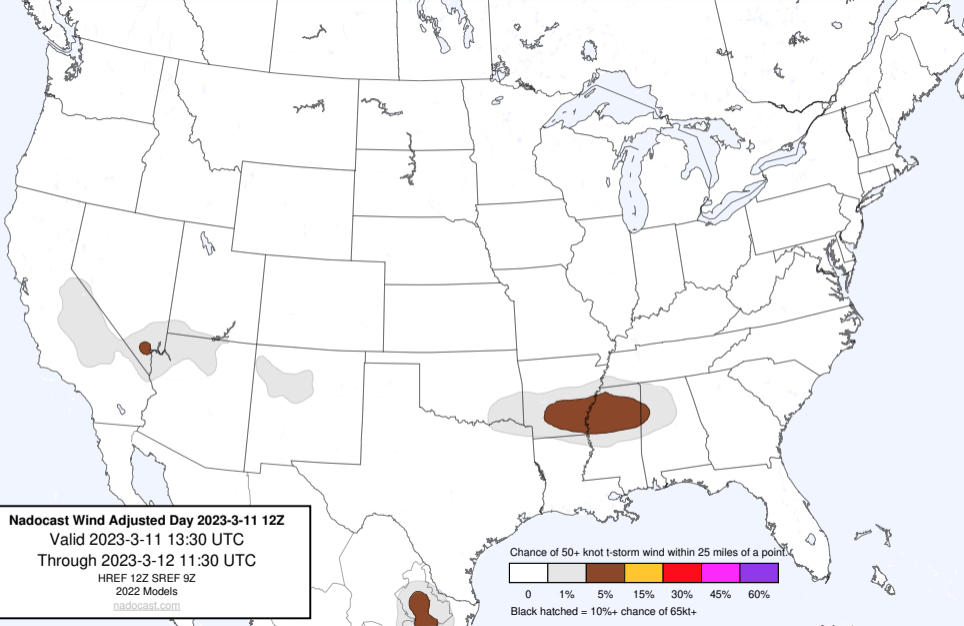 Nadocast Wind Adjusted Day 2023-3-11 12Z
Valid 2023-3-11 13:30 UTC
Through 2023-3-12 11:30 UTC
HREF 12Z SREF 9Z
2022 Models
nadocast.com
Chance of 50+ knot t-storm wind within 25 miles of a point.
0 1% 5% 15% 30% 45% 60%
Black hatched = 10%+ chance of 65kt+